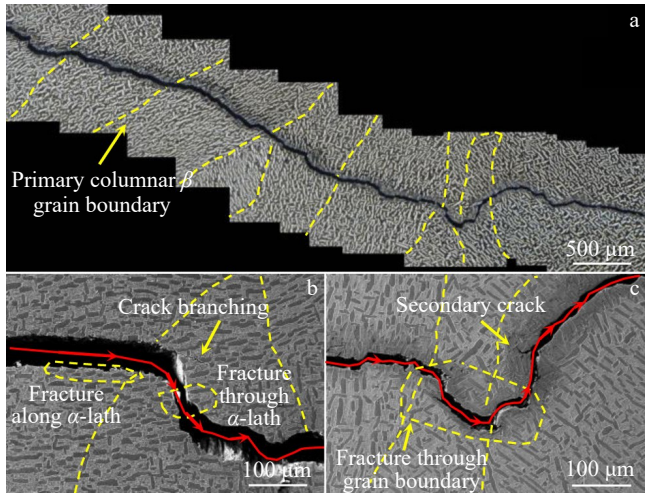 a
Primary columnar β
grain boundary
500 μm
b
Crack branching
Fracture
along α-lath
Fracture
through
α-lath
100 μm
c
Secondary crack
Fracture through
grain boundary
100 μm